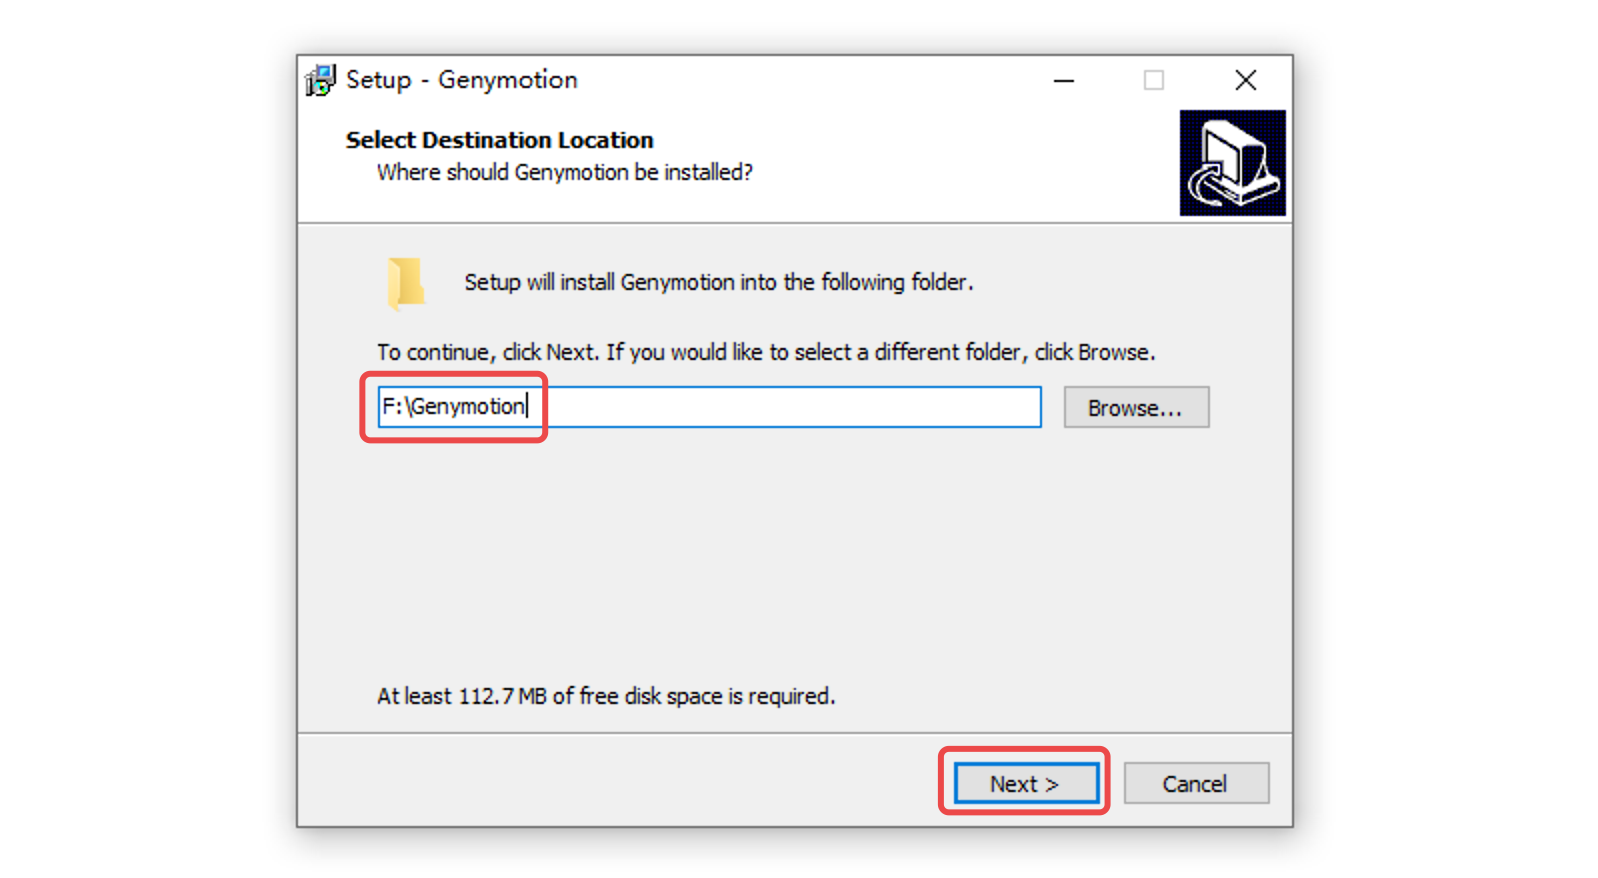 Setup - Genymotion
Select Destination Location
Where should Genymotion be installed?
Setup will install Genymotion into the following folder.
To continue, click Next. If you would like to select a different folder, click Browse.
F:\Genymotion
Browse...
At least 112.7 MB of free disk space is required.
Next >
Cancel